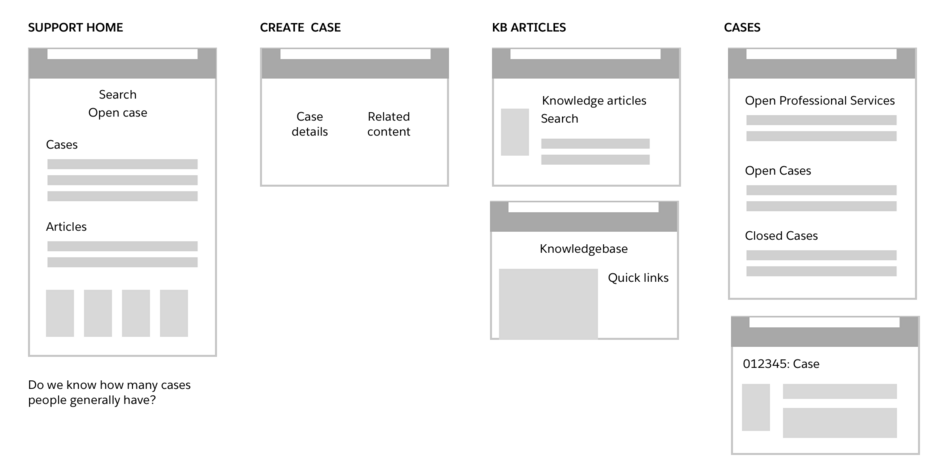 SUPPORT HOME
CREATE CASE
KB ARTICLES
CASES
Search
Open case
Cases
Articles
Do we know how many cases
people generally have?
Case
details
Related
content
Knowledge articles
Search
Knowledgebase
Quick links
Open Professional Services
Open Cases
Closed Cases
012345: Case